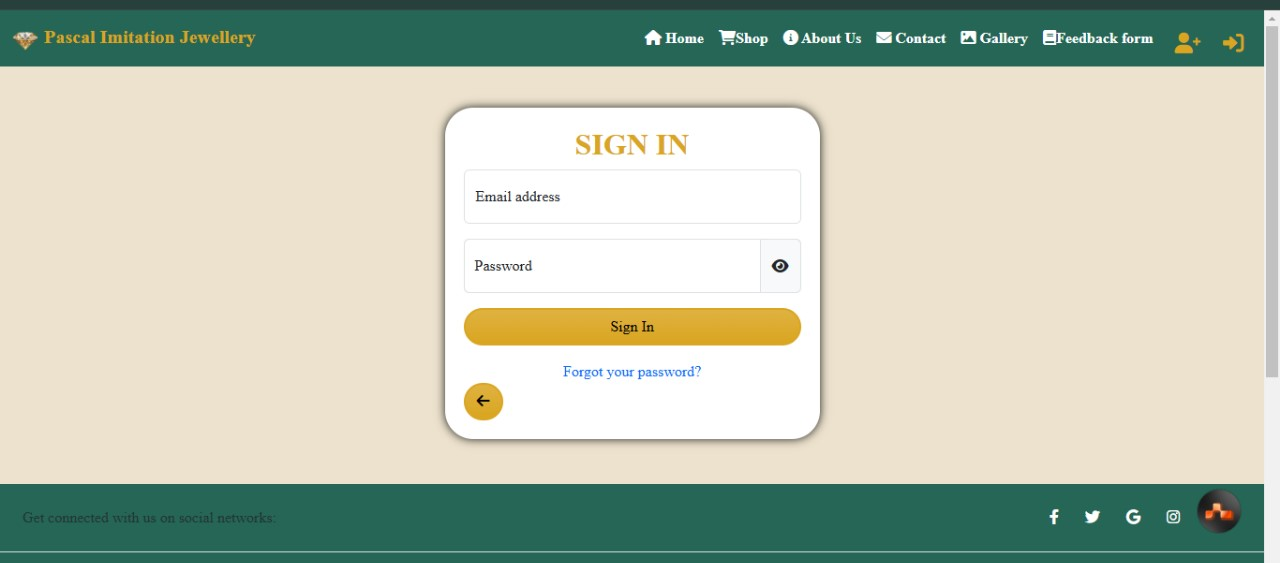 Pascal Imitation Jewellery
Home Shop About Us Contact Gallery Feedback form
SIGN IN
Email address
Password
Sign In
Forgot your password?
Get connected with us on social networks: